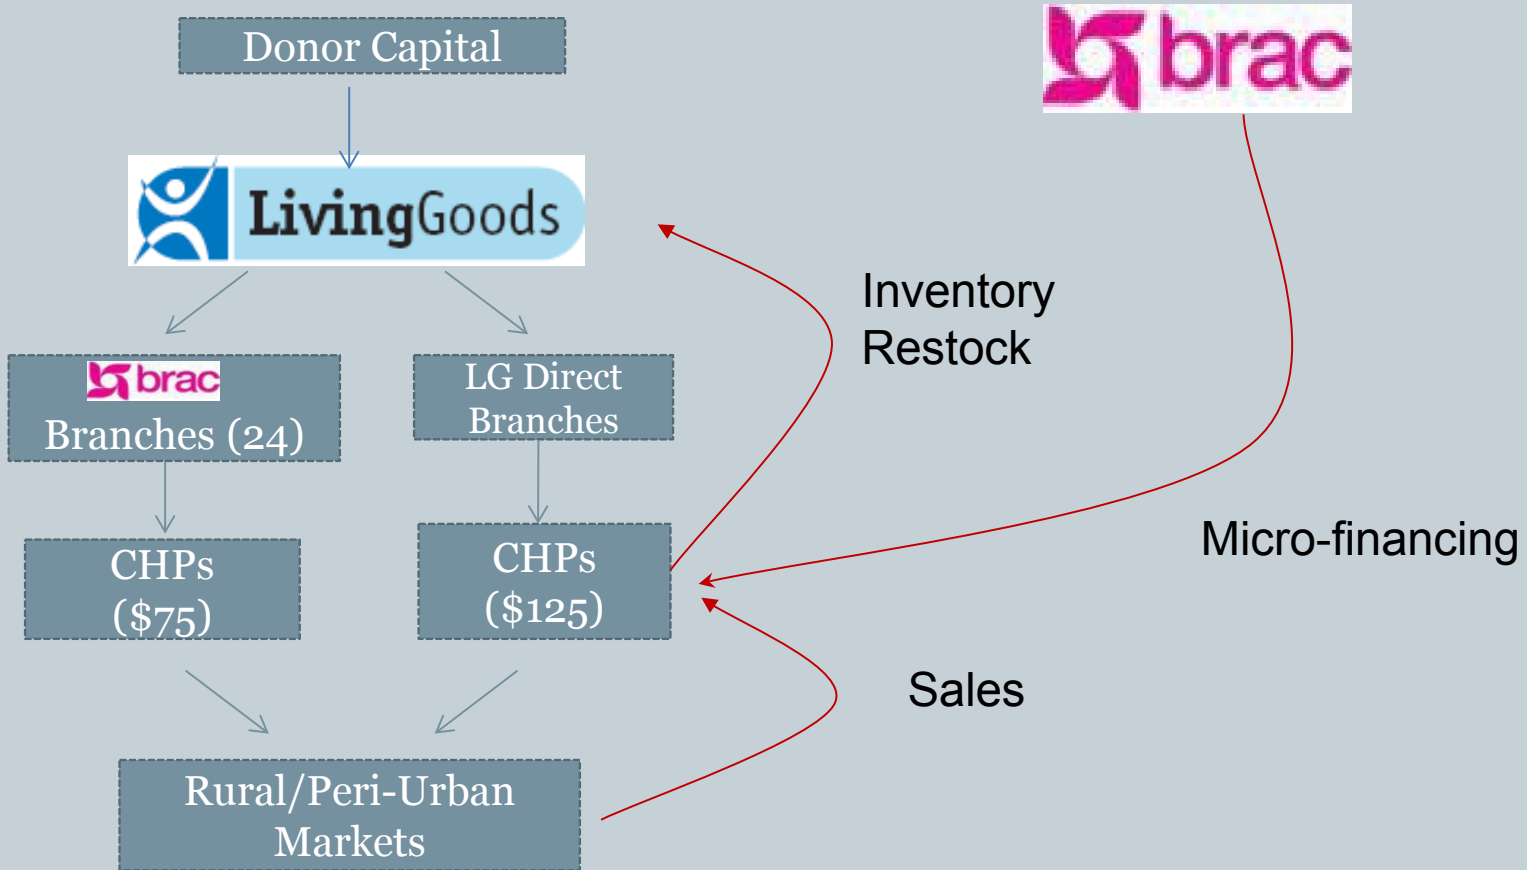 Donor Capital
brac
LivingGoods
Inventory
Restock
brac
Branches (24)
LG Direct
Branches
CHPs
($75)
CHPs
($125)
Micro-financing
Sales
Rural/Peri-Urban
Markets